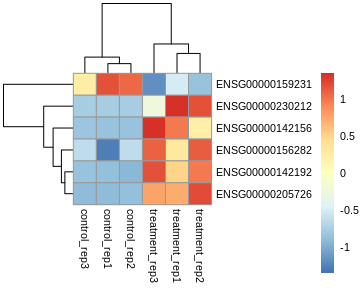 ENSG00000159231
ENSG00000230212
ENSG00000142156
ENSG00000156282
ENSG00000142192
ENSG00000205726
control_rep3
control_rep1
control_rep2
treatment_rep3
treatment_rep1
treatment_rep2
1
0.5
0
-0.5
-1